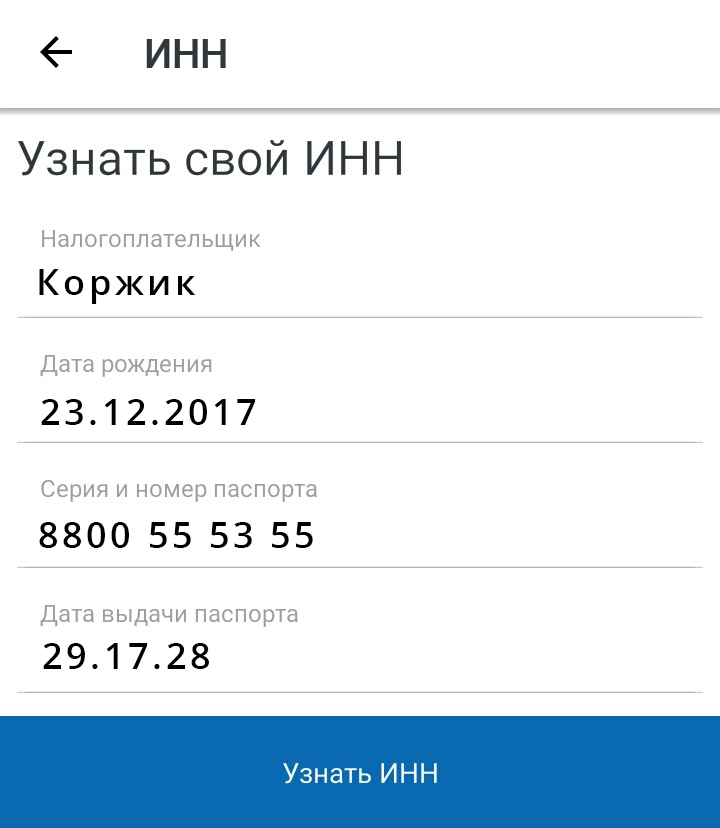 ИНН
Узнать свой ИНН
Налогоплательщик
Коржик
Дата рождения
23.12.2017
Серия и номер паспорта
8800 55 53 55
Дата выдачи паспорта
29.17.28
Узнать ИНН